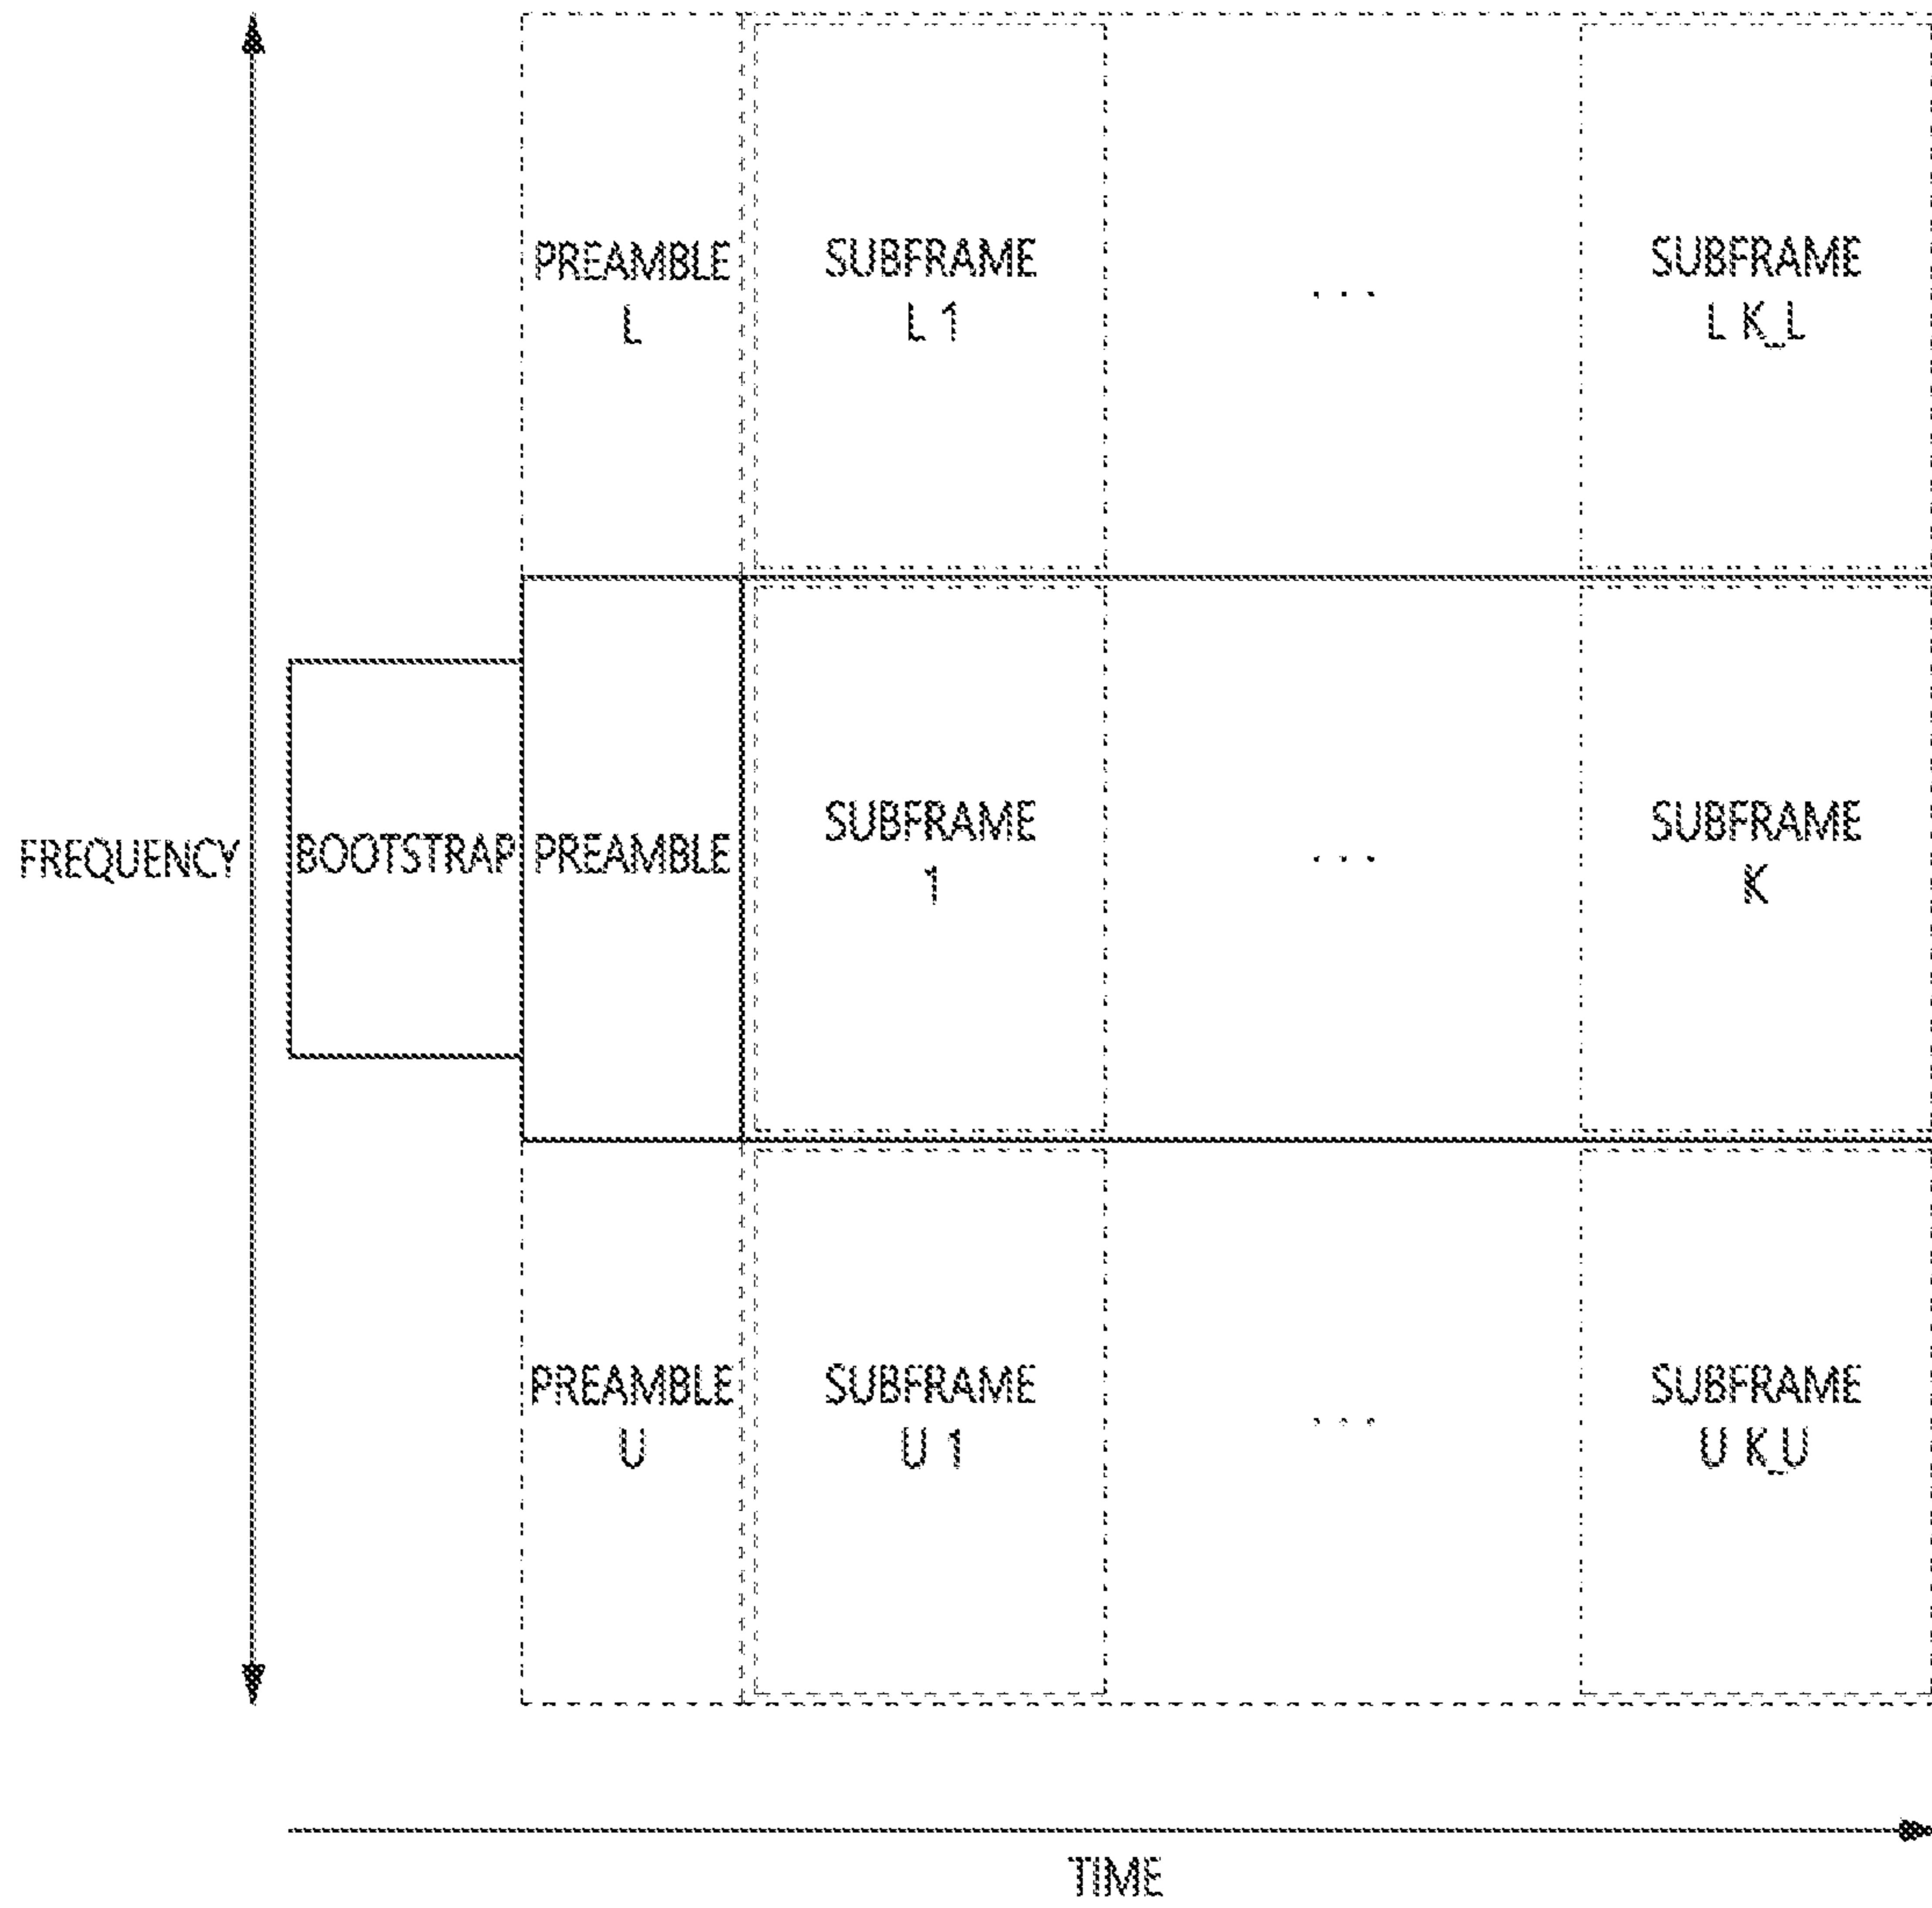 PREAMBLE
L
SUBFRAME
L 1
...
SUBFRAME
L K_L
FREQUENCY
BOOTSTRAP
PREAMBLE
SUBFRAME
1
...
SUBFRAME
K
PREAMBLE
U
SUBFRAME
U 1
...
SUBFRAME
U K_U
TIME